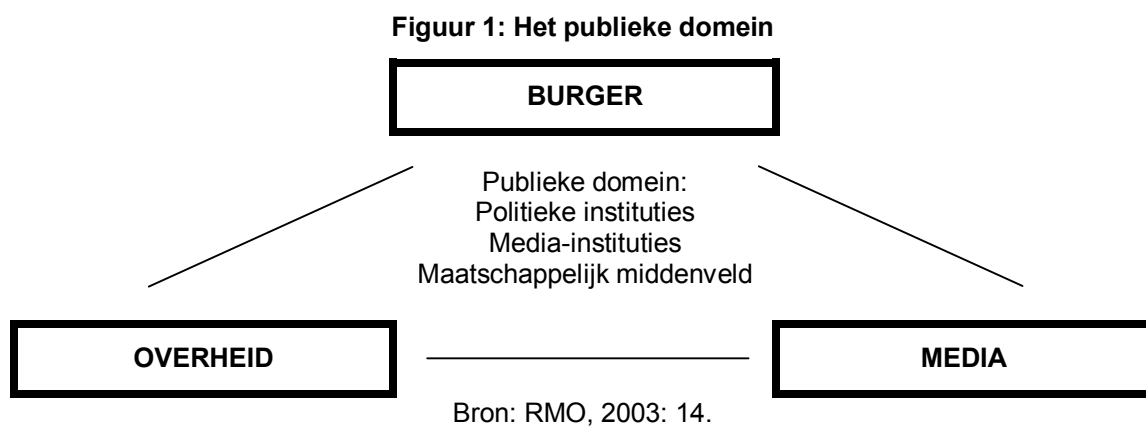 Figuur 1: Het publieke domein
BURGER
Publieke domein:
Politieke instituties
Media-instituties
Maatschappelijk middenveld
OVERHEID
MEDIA
Bron: RMO, 2003: 14.